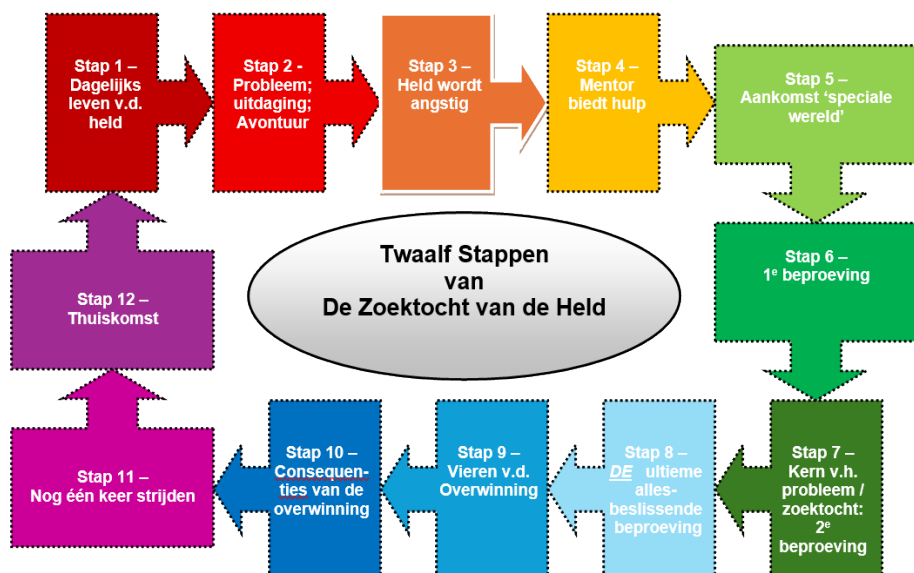 Stap 1 –
Dagelijks
leven v.d.
held
Stap 2 -
Probleem;
uitdaging;
Avontuur
Stap 3 –
Held wordt
angstig
Stap 4 –
Mentor
biedt hulp
Stap 5 –
Aankomst ‘speciale
wereld’
Stap 6 –
1e beproeving
Stap 7 –
Kern v.h.
probleem /
zoektocht:
2e
beproeving
Stap 8 –
DE ultieme
alles-
beslissende
beproeving
Stap 9 –
Vieren v.d.
Overwinning
Stap 10 –
Consequen-
ties van de
overwinning
Stap 11 –
Nog één keer strijden
Stap 12 –
Thuiskomst
Twaalf Stappen
van
De Zoektocht van de Held